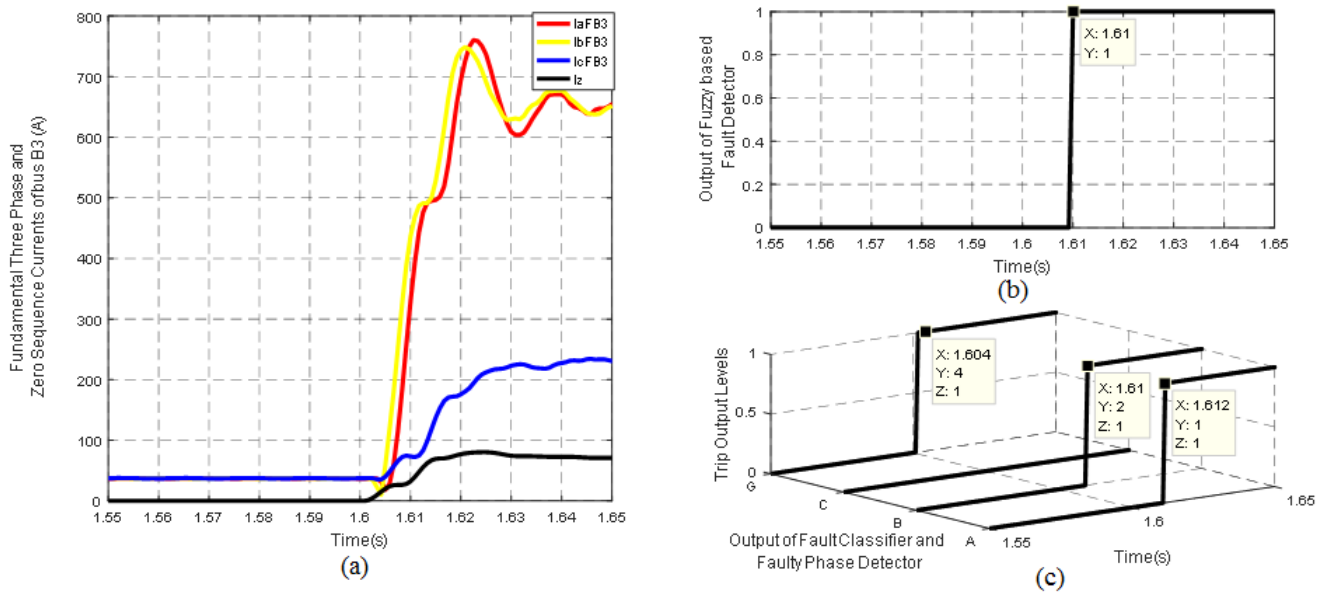 Fundamental Three Phase and
Zero Sequence Currents ofbus B3 (A)
800
700
600
500
400
300
200
100
0
1.55
1.56
1.57
1.58
1.59
1.6
1.61
1.62
1.63
1.64
1.65
Time(s)
IaFB3
IbFB3
IcFB3
Iz
(a)
Output of Fuzzy based
Fault Detector
1
0.8
0.6
0.4
0.2
0
X: 1.61
Y: 1
1.55
1.56
1.57
1.58
1.59
1.6
1.61
1.62
1.63
1.64
1.65
Time(s)
(b)
Trip Output Levels
1
0.5
0
X: 1.604
Y: 4
Z: 1
X: 1.61
Y: 2
Z: 1
X: 1.612
Y: 1
Z: 1
G
C
B
A
1.55
1.6
1.65
Output of Fault Classifier and
Faulty Phase Detector
Time(s)
(c)